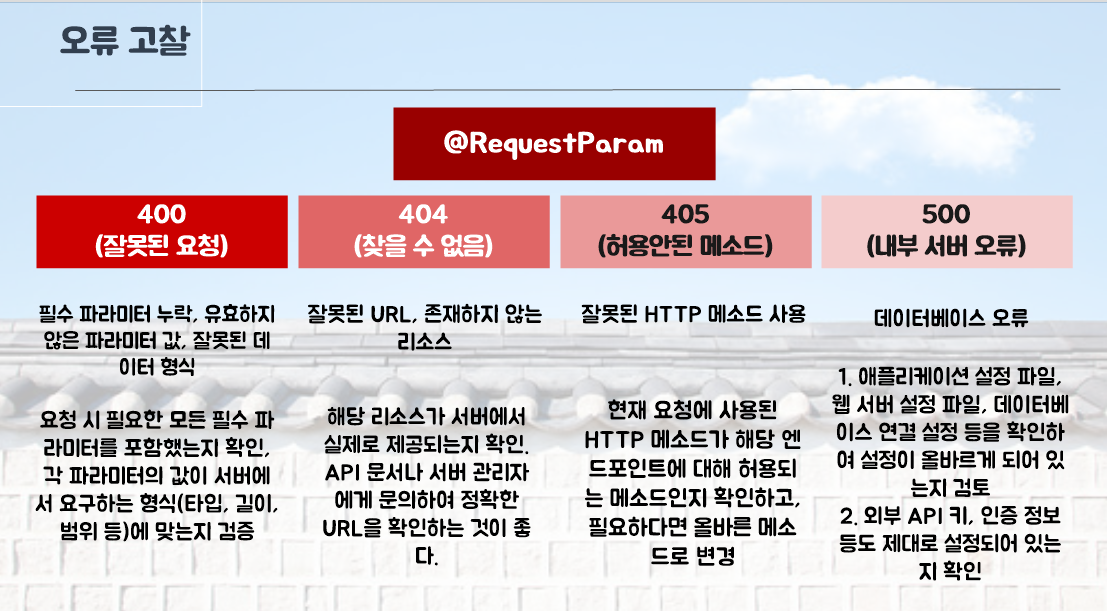 오류 고찰
@RequestParam
400
(잘못된 요청)
404
(찾을 수 없음)
405
(허용안된 메소드)
500
(내부 서버 오류)
필수 파라미터 누락, 유효하지
않은 파라미터 값, 잘못된 데
이터 형식
요청 시 필요한 모든 필수 파
라미터를 포함했는지 확인,
각 파라미터의 값이 서버에
서 요구하는 형식(타입, 길이,
범위 등)에 맞는지 검증
잘못된 URL, 존재하지 않는
리소스
해당 리소스가 서버에서
실제로 제공되는지 확인.
API 문서나 서버 관리자
에게 문의하여 정확한
URL을 확인하는 것이 좋
다.
잘못된 HTTP 메소드 사용
현재 요청에 사용된
HTTP 메소드가 해당 엔
드포인트에 대해 허용되
는 메소드인지 확인하고,
필요하다면 올바른 메소
드로 변경
데이터베이스 오류
1. 애플리케이션 설정 파일,
웹 서버 설정 파일, 데이터베
이스 연결 설정 등을 확인하
여 설정이 올바르게 되어 있
는지 검토
2. 외부 API 키, 인증 정보
등도 제대로 설정되어 있는
지 확인